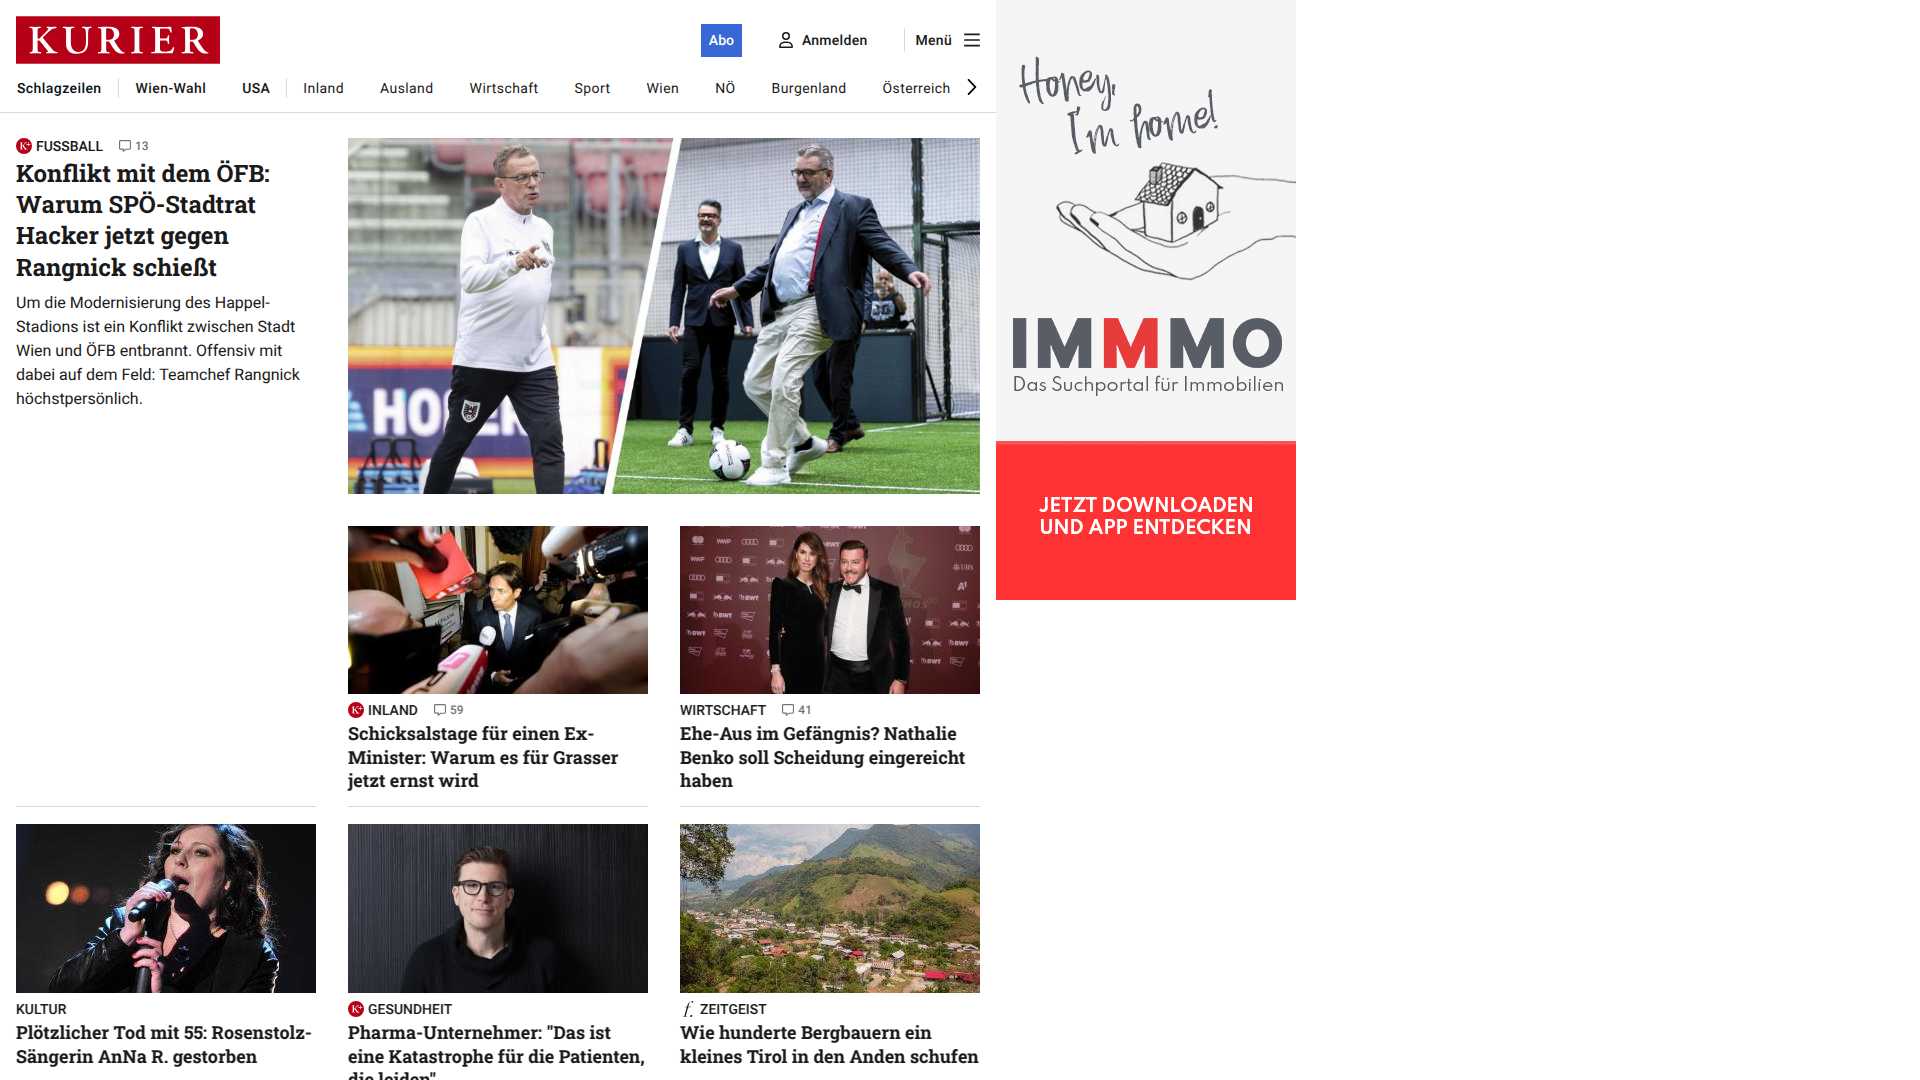 KURIER
Abo
Anmelden
Menü
Schlagzeilen
Wien-Wahl
USA
Inland
Ausland
Wirtschaft
Sport
Wien
NÖ
Burgenland
Österreich
K+ FUSSBALL 13
Konflikt mit dem ÖFB:
Warum SPÖ-Stadtrat
Hacker jetzt gegen
Rangnick schießt
Um die Modernisierung des Happel-
Stadions ist ein Konflikt zwischen Stadt
Wien und ÖFB entbrannt. Offensiv mit
dabei auf dem Feld: Teamchef Rangnick
höchstpersönlich.
K+ INLAND 59
Schicksalstage für einen Ex-
Minister: Warum es für Grasser
jetzt ernst wird
WIRTSCHAFT 41
Ehe-Aus im Gefängnis? Nathalie
Benko soll Scheidung eingereicht
haben
KULTUR
Plötzlicher Tod mit 55: Rosenstolz-
Sängerin AnNa R. gestorben
K+ GESUNDHEIT
Pharma-Unternehmer: "Das ist
eine Katastrophe für die Patienten,
die leiden"
f. ZEITGEIST
Wie hunderte Bergbauern ein
kleines Tirol in den Anden schufen
Honey,
I'm home!
IMMMO
Das Suchportal für Immobilien
JETZT DOWNLOADEN
UND APP ENTDECKEN